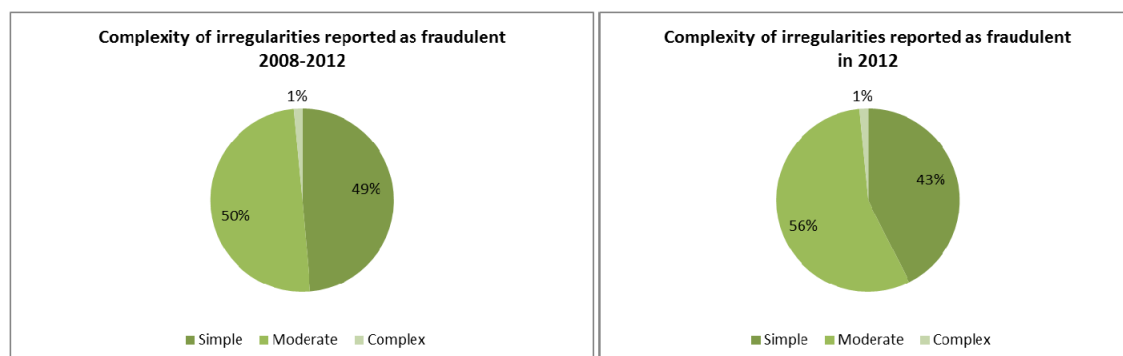 Complexity of irregularities reported as fraudulent
2008-2012
1%
49%
50%
Simple Moderate Complex
Complexity of irregularities reported as fraudulent
in 2012
1%
43%
56%
Simple Moderate Complex